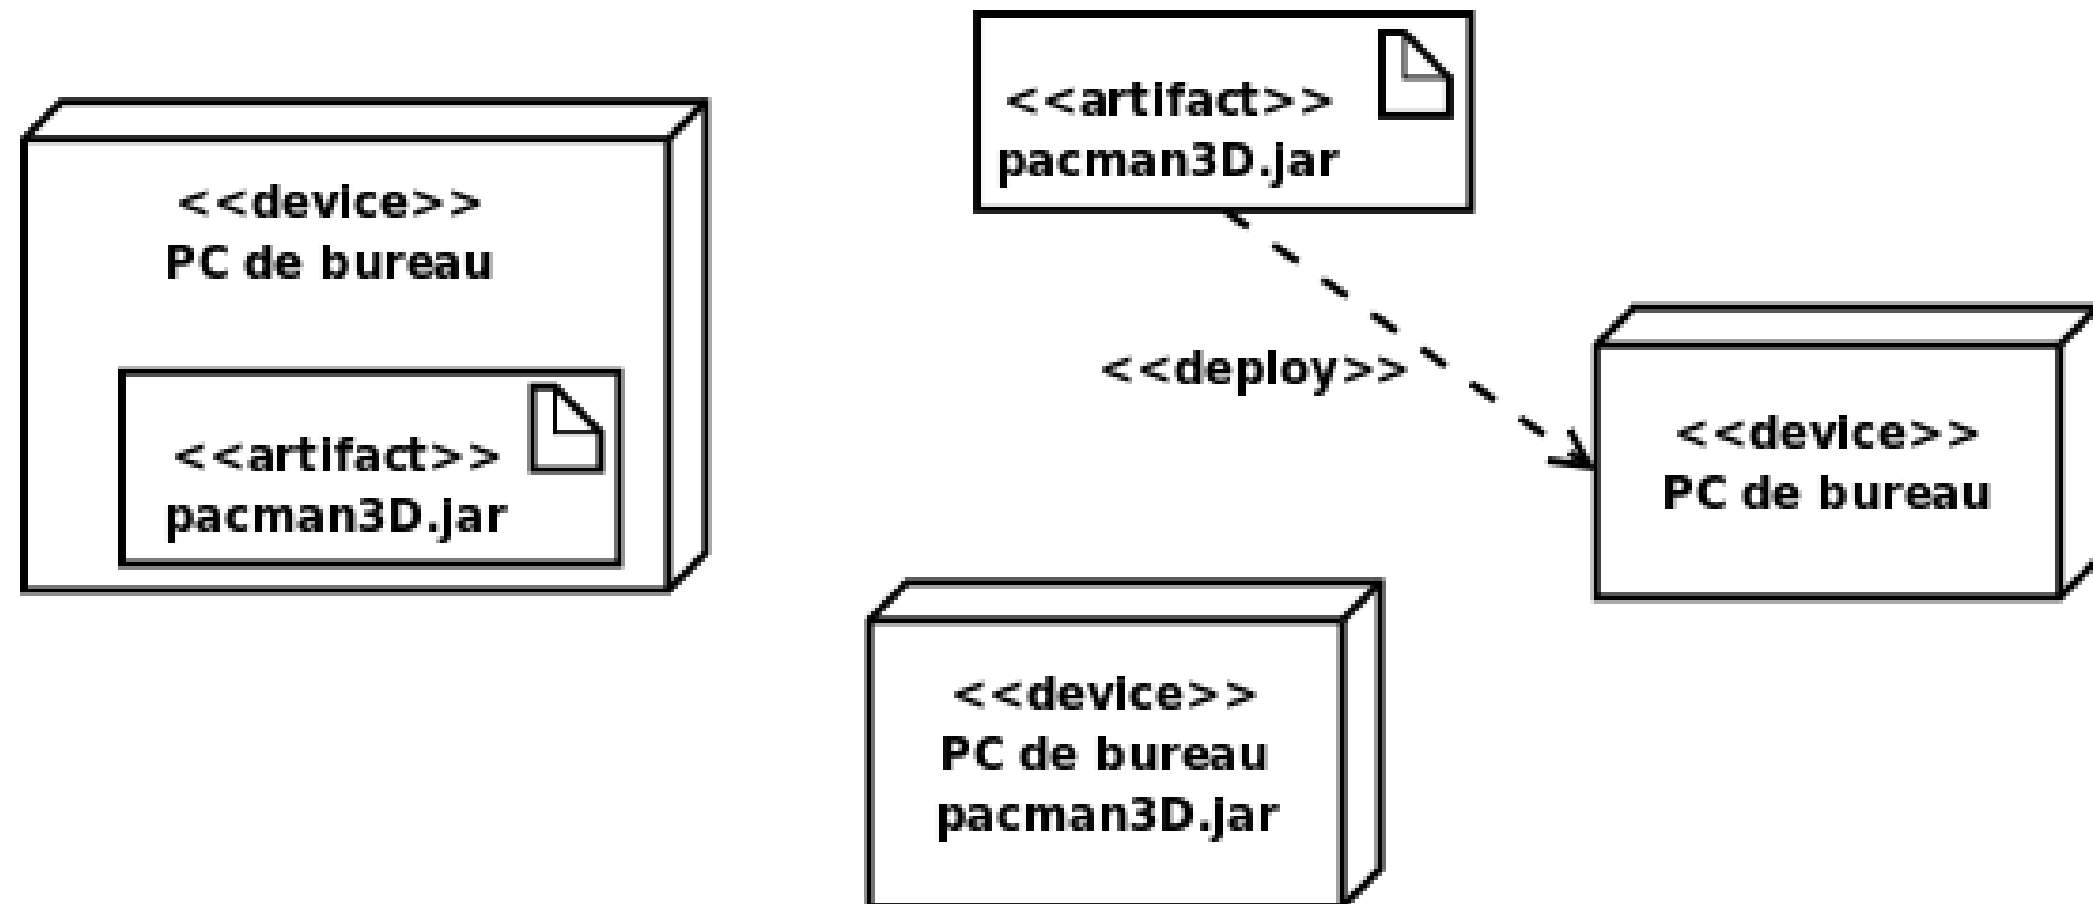 <<device>>
PC de bureau
<<artifact>>
pacman3D.jar
<<artifact>>
pacman3D.jar
<<deploy>>
<<device>>
PC de bureau
<<device>>
PC de bureau
pacman3D.jar